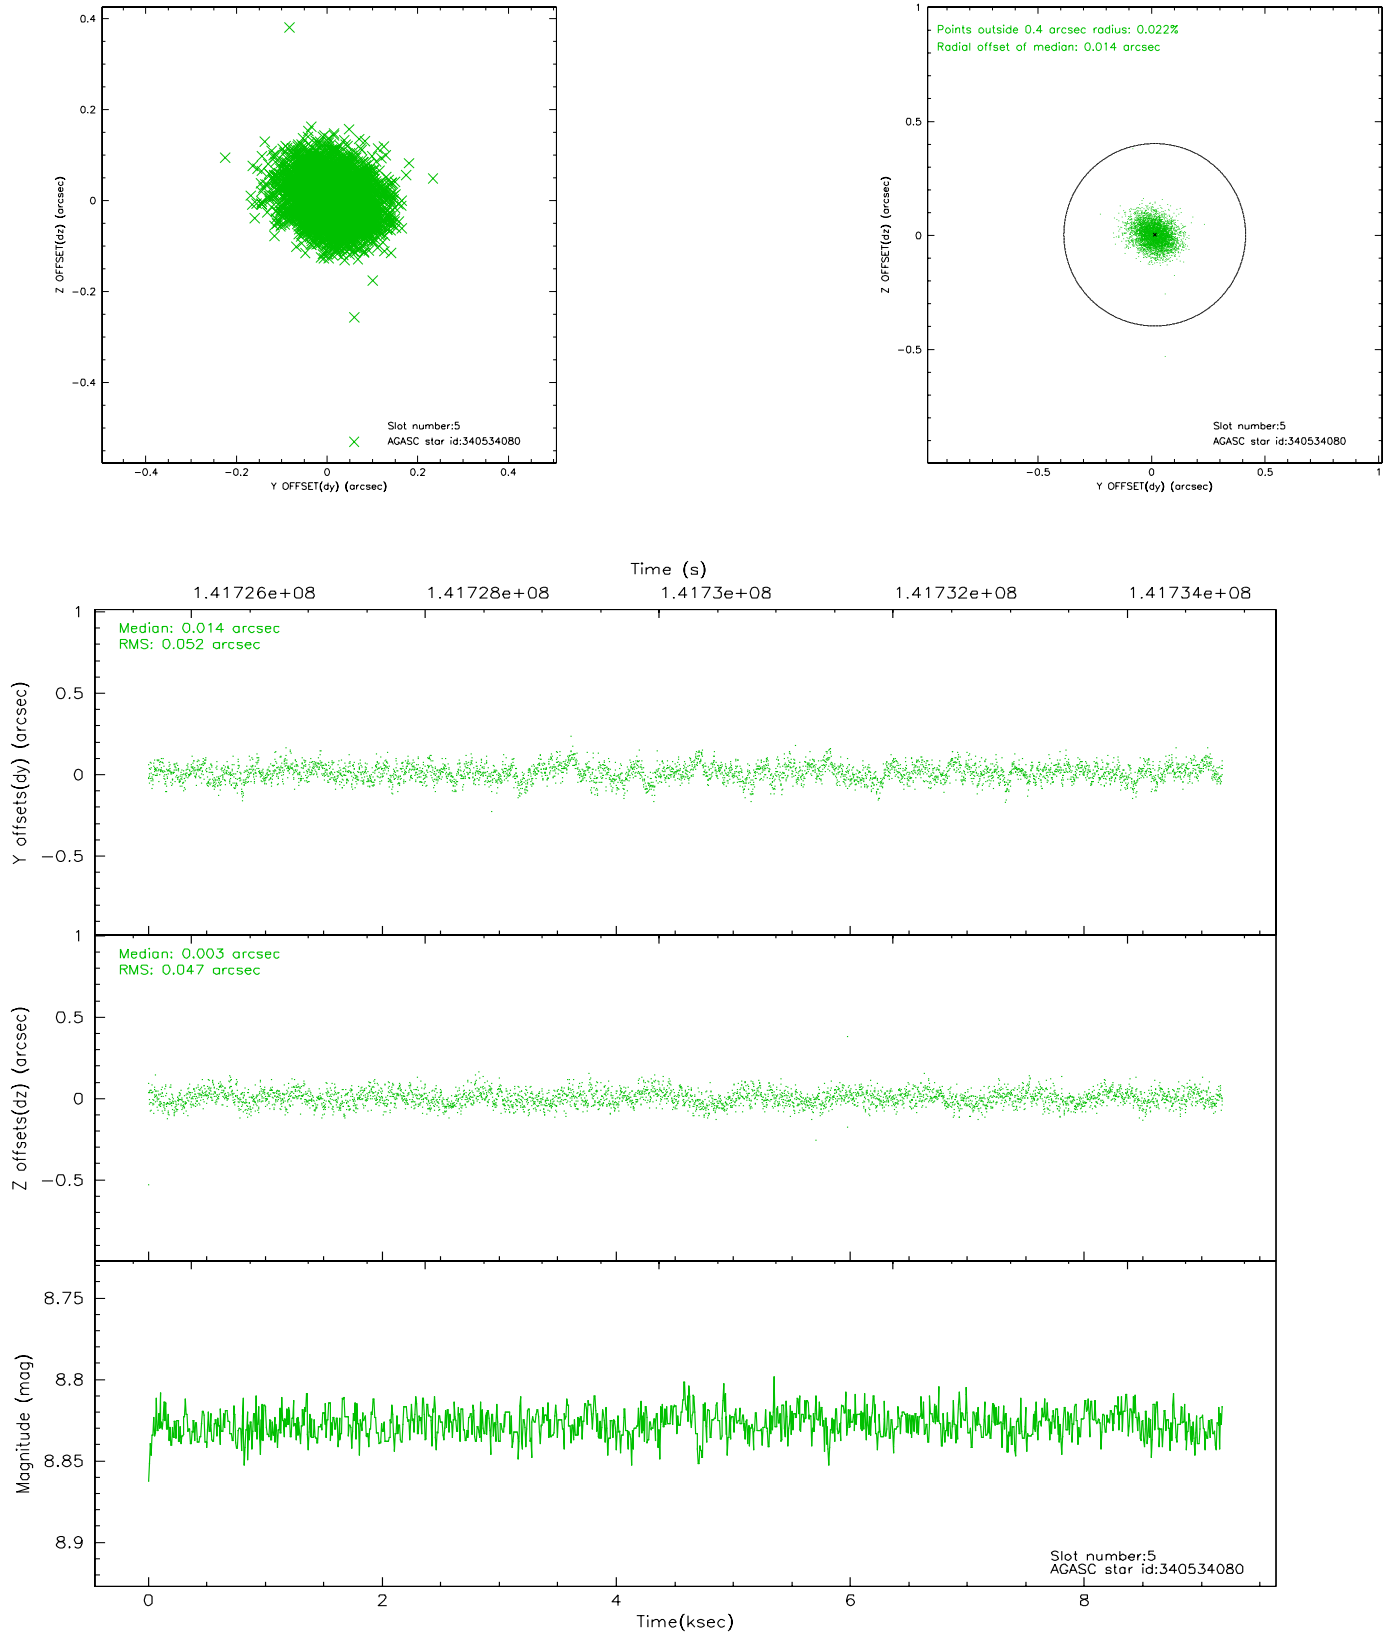 0.4
0.2
0
−0.2
−0.4
Z OFFSET(dz) (arcsec)
Slot number:5
AGASC star id:340534080
−0.4
−0.2
0
0.2
0.4
Y OFFSET(dy) (arcsec)
1
0.5
0
−0.5
Z OFFSET(dz) (arcsec)
Points outside 0.4 arcsec radius: 0.022%
Radial offset of median: 0.014 arcsec
Slot number:5
AGASC star id:340534080
−0.5
0
0.5
1
Y OFFSET(dy) (arcsec)
Time (s)
1.41726e+08
1.41728e+08
1.4173e+08
1.41732e+08
1.41734e+08
1
0.5
0
−0.5
Y offsets(dy) (arcsec)
Median: 0.014 arcsec
RMS: 0.052 arcsec
1
0.5
0
−0.5
Z offsets(dz) (arcsec)
Median: 0.003 arcsec
RMS: 0.047 arcsec
8.75
8.8
8.85
8.9
Magnitude (mag)
Slot number:5
AGASC star id:340534080
0
2
4
6
8
Time(ksec)